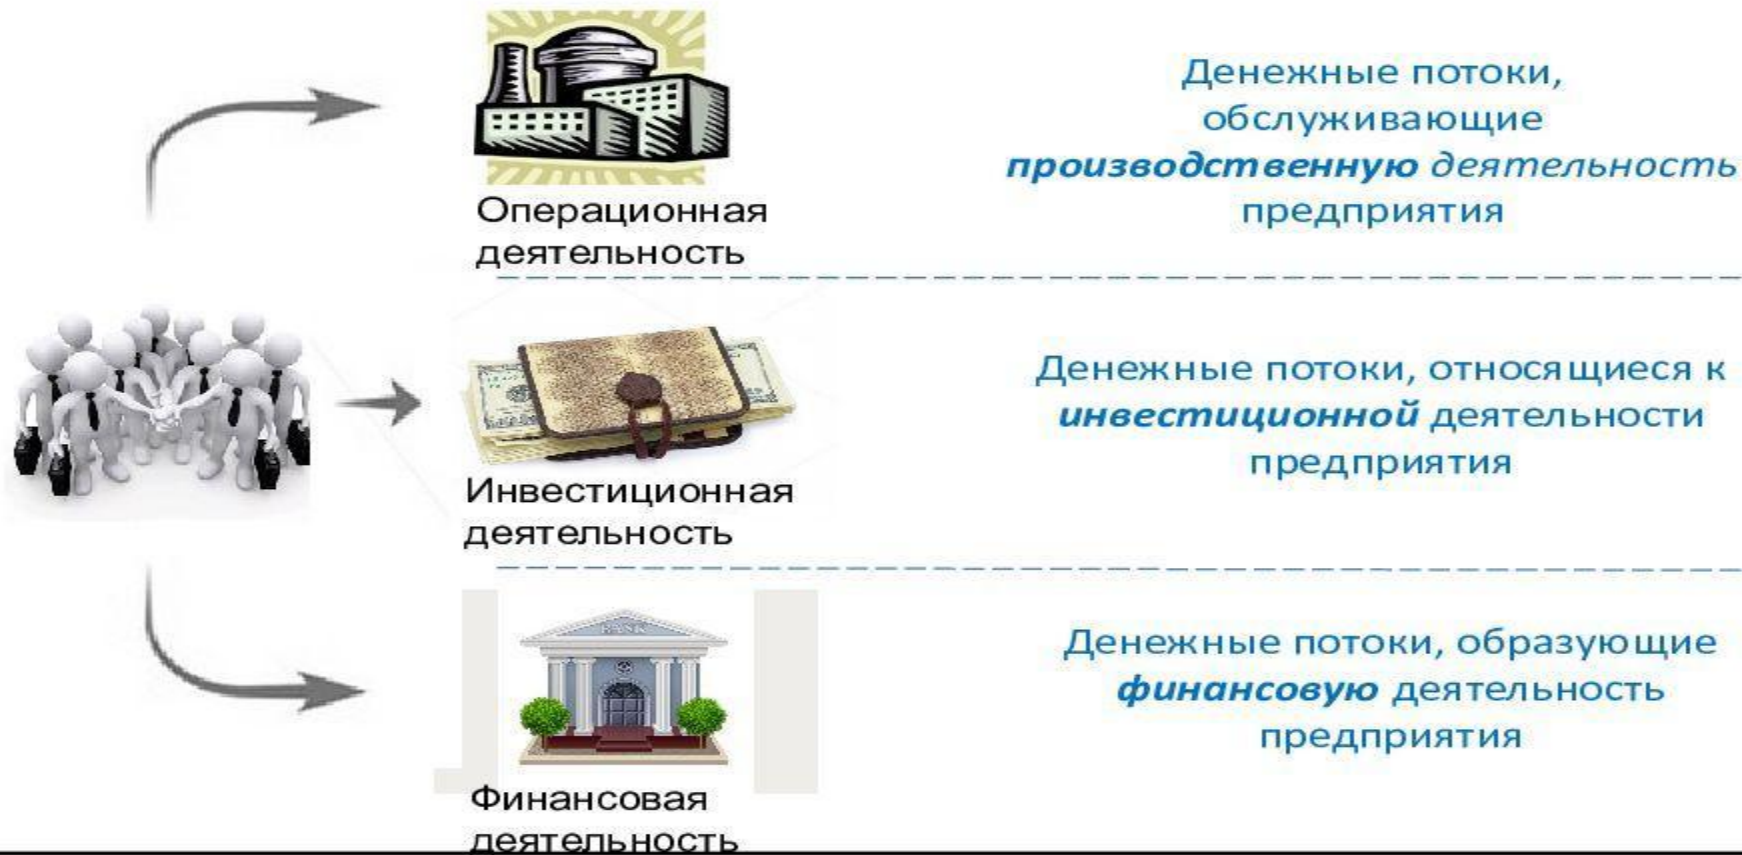 Операционная
деятельность
Денежные потоки,
обслуживающие
производственную деятельность
предприятия
Инвестиционная
деятельность
Денежные потоки, относящиеся к
инвестиционной деятельности
предприятия
BANK
Финансовая
деятельность
Денежные потоки, образующие
финансовую деятельность
предприятия